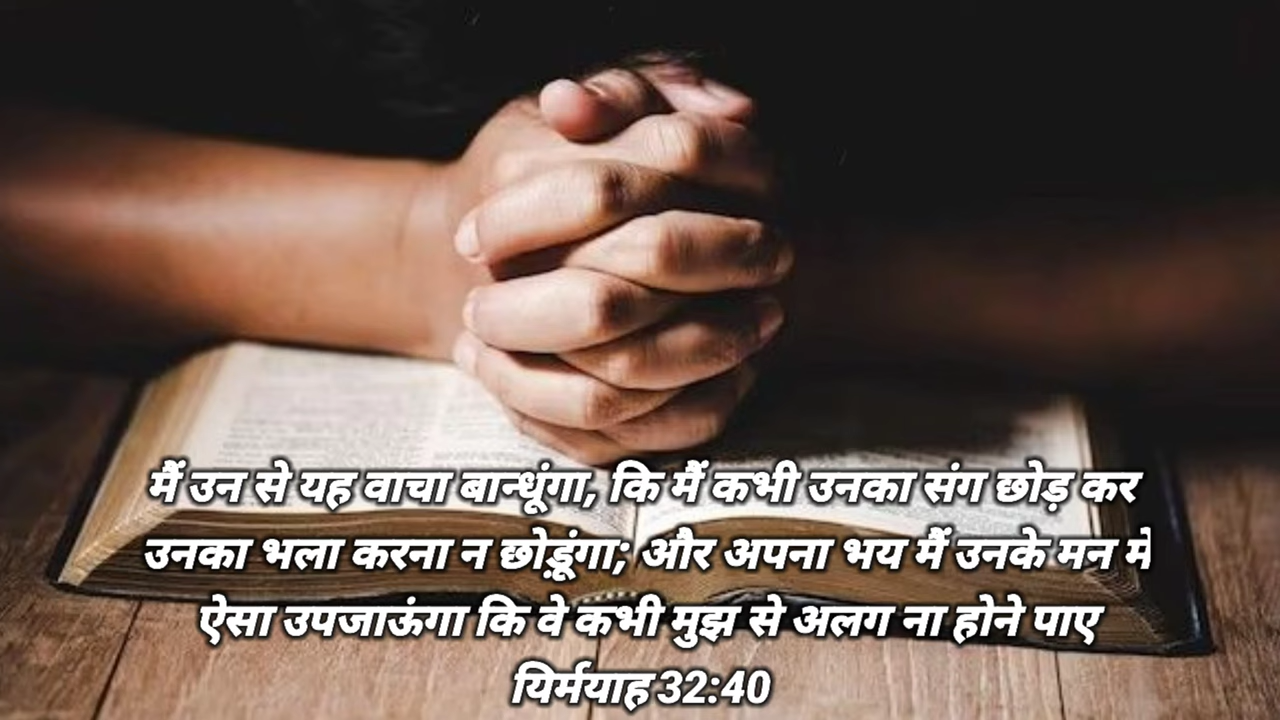 मैं उन से यह वाचा बान्धूंगा, कि मैं कभी उनका संग छोड़ कर
उनका भला करना न छोड़ूंगा; और अपना भय मैं उनके मन मे
ऐसा उपजाऊंगा कि वे कभी मुझ से अलग ना होने पाए
यिर्मयाह 32:40